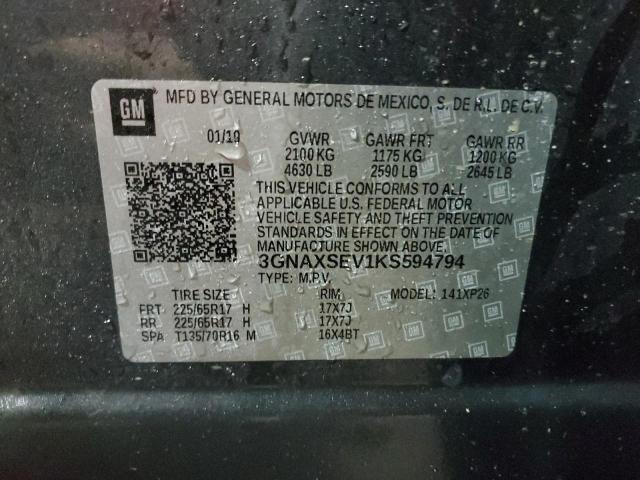 GM MFD BY GENERAL MOTORS DE MEXICO, S. DE R.L. DE C.V.
01/19 GVWR GAWR FRT GAWR RR
2100 KG 1175 KG 1200 KG
4630 LB 2590 LB 2645 LB
THIS VEHICLE CONFORMS TO ALL
APPLICABLE U.S. FEDERAL MOTOR
VEHICLE SAFETY AND THEFT PREVENTION
STANDARDS IN EFFECT ON THE DATE OF
MANUFACTURE SHOWN ABOVE.
3GNAXSEV1KS594794
TYPE: M.P.V. MODEL: 141XP26
TIRE SIZE RIM
FRT 225/65R17 H 17X7J
RR 225/65R17 H 17X7J
SPA T135/70R16 M 16X4BT